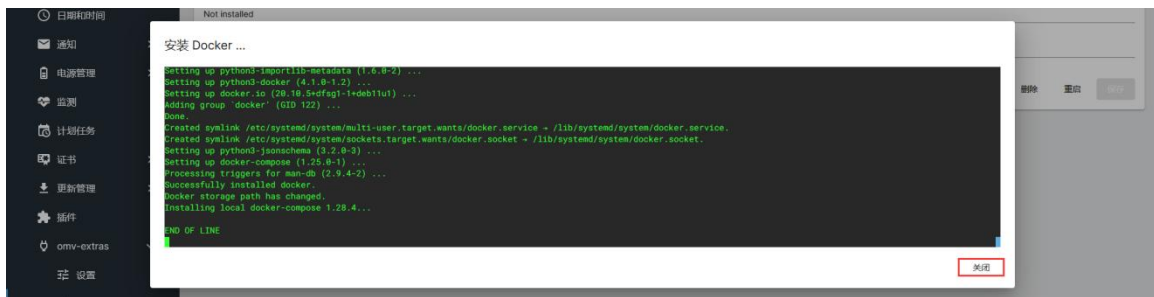 日期和时间
Not installed
通知
安装 Docker ...
电源管理
Setting up python3-importlib-metadata (1.6.0-2) ...
Setting up python3-docker (4.1.0-1.2) ...
Setting up docker.io (20.10.5+dfsg1-1+deb11u1) ...
Adding group `docker' (GID 122) ...
Done.
Created symlink /etc/systemd/system/multi-user.target.wants/docker.service → /lib/systemd/system/docker.service.
Created symlink /etc/systemd/system/sockets.target.wants/docker.socket → /lib/systemd/system/docker.socket.
Setting up python3-jsonschema (3.2.0-3) ...
Setting up docker-compose (1.25.0-1) ...
Processing triggers for man-db (2.9.4-2) ...
Successfully installed docker.
Docker storage path has changed.
Installing local docker-compose 1.28.4...
END OF LINE
删除 重启
监测
计划任务
证书
更新管理
插件
omv-extras
关闭
设置